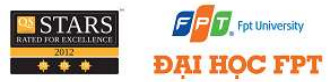 QS STARS
RATED FOR EXCELLENCE
2012
FPT. Fpt University
ĐẠI HỌC FPT